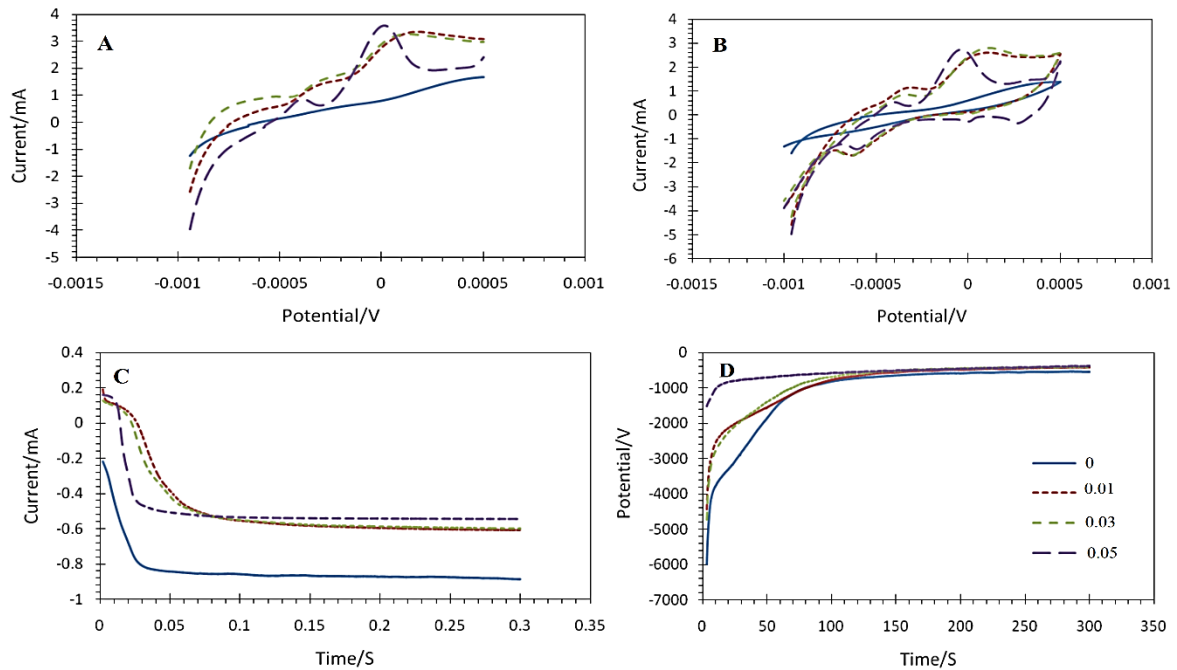 A
Current/mA
4
3
2
1
0
-1
-2
-3
-4
-5
-0.0015 -0.001 -0.0005 0 0.0005 0.001
Potential/V
B
Current/mA
4
3
2
1
0
-1
-2
-3
-4
-5
-6
-0.0015 -0.001 -0.0005 0 0.0005 0.001
Potential/V
C
Current/mA
0.4
0.2
0
-0.2
-0.4
-0.6
-0.8
-1
0 0.05 0.1 0.15 0.2 0.25 0.3 0.35
Time/S
D
Potential/V
0
-1000
-2000
-3000
-4000
-5000
-6000
-7000
0 50 100 150 200 250 300 350
Time/S
0
0.01
0.03
0.05